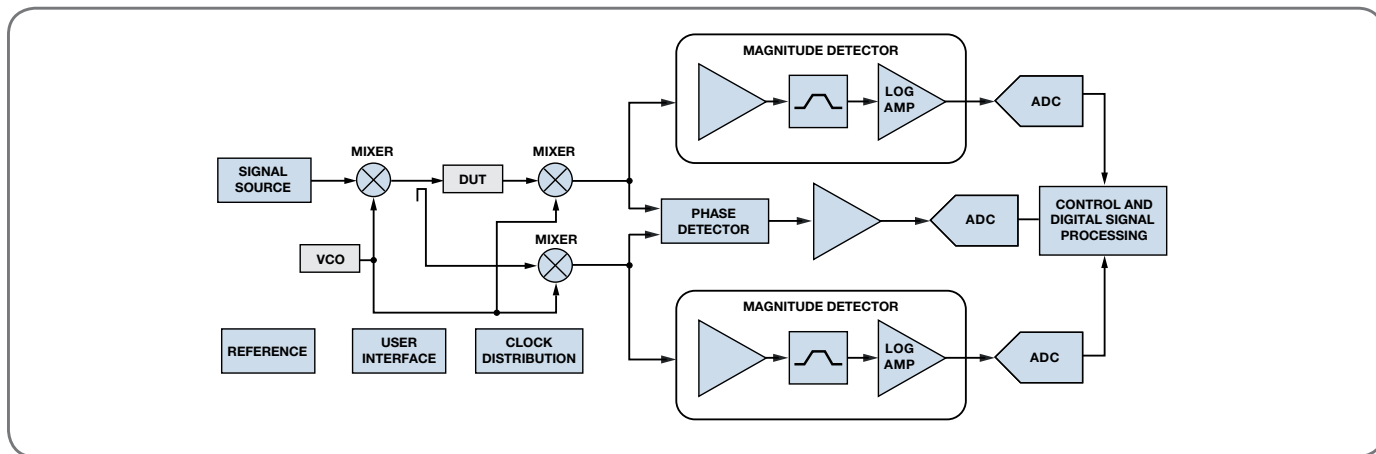 MAGNITUDE DETECTOR
LOG
AMP
ADC
MIXER
MIXER
SIGNAL
SOURCE
DUT
PHASE
DETECTOR
ADC
CONTROL AND
DIGITAL SIGNAL
PROCESSING
MIXER
VCO
MAGNITUDE DETECTOR
REFERENCE
USER
INTERFACE
CLOCK
DISTRIBUTION
LOG
AMP
ADC